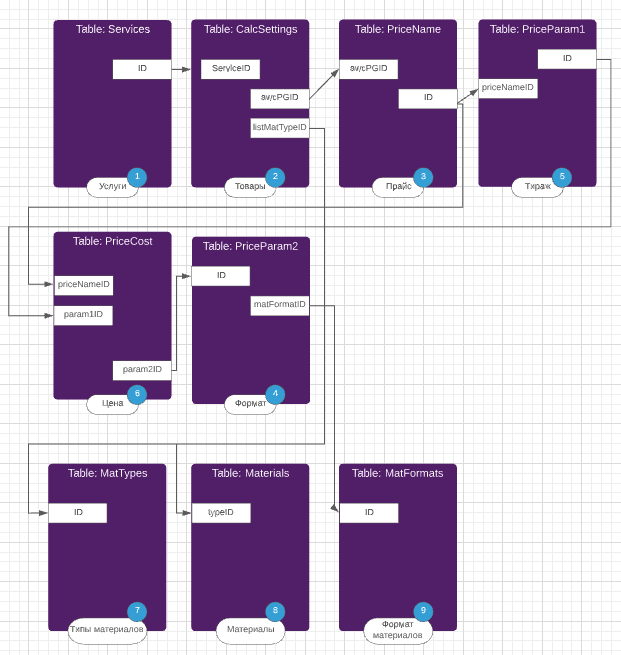 Table: Services
ID
1
Услуги
Table: CalcSettings
ServiceID
swcPGID
listMatTypeID
2
Товары
Table: PriceName
swcPGID
ID
3
Прайс
Table: PriceParam1
ID
priceNameID
5
Тираж
Table: PriceCost
priceNameID
param1ID
param2ID
6
Цена
Table: PriceParam2
ID
matFormatID
4
Формат
Table: MatTypes
ID
7
Типы материалов
Table: Materials
typeID
8
Материалы
Table: MatFormats
ID
9
Формат
материалов